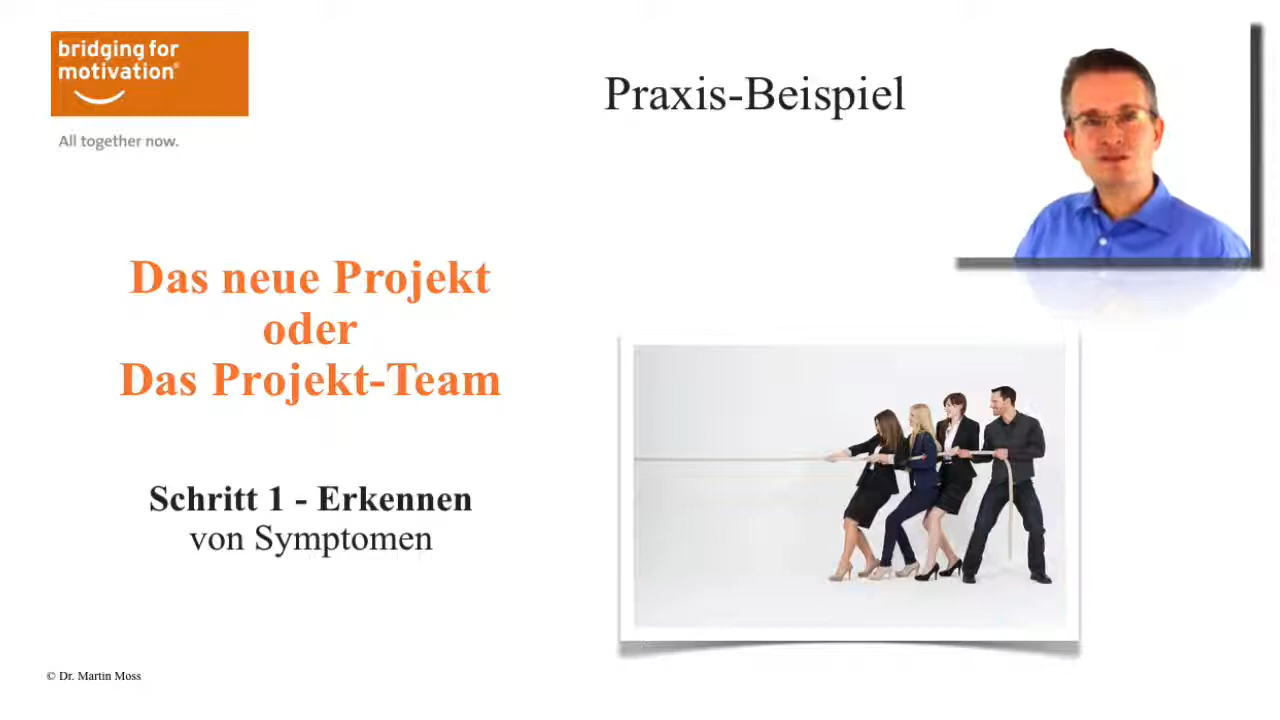 bridging for
motivation®
All together now.
Praxis-Beispiel
Das neue Projekt
oder
Das Projekt-Team
Schritt 1 - Erkennen
von Symptomen
© Dr. Martin Moss